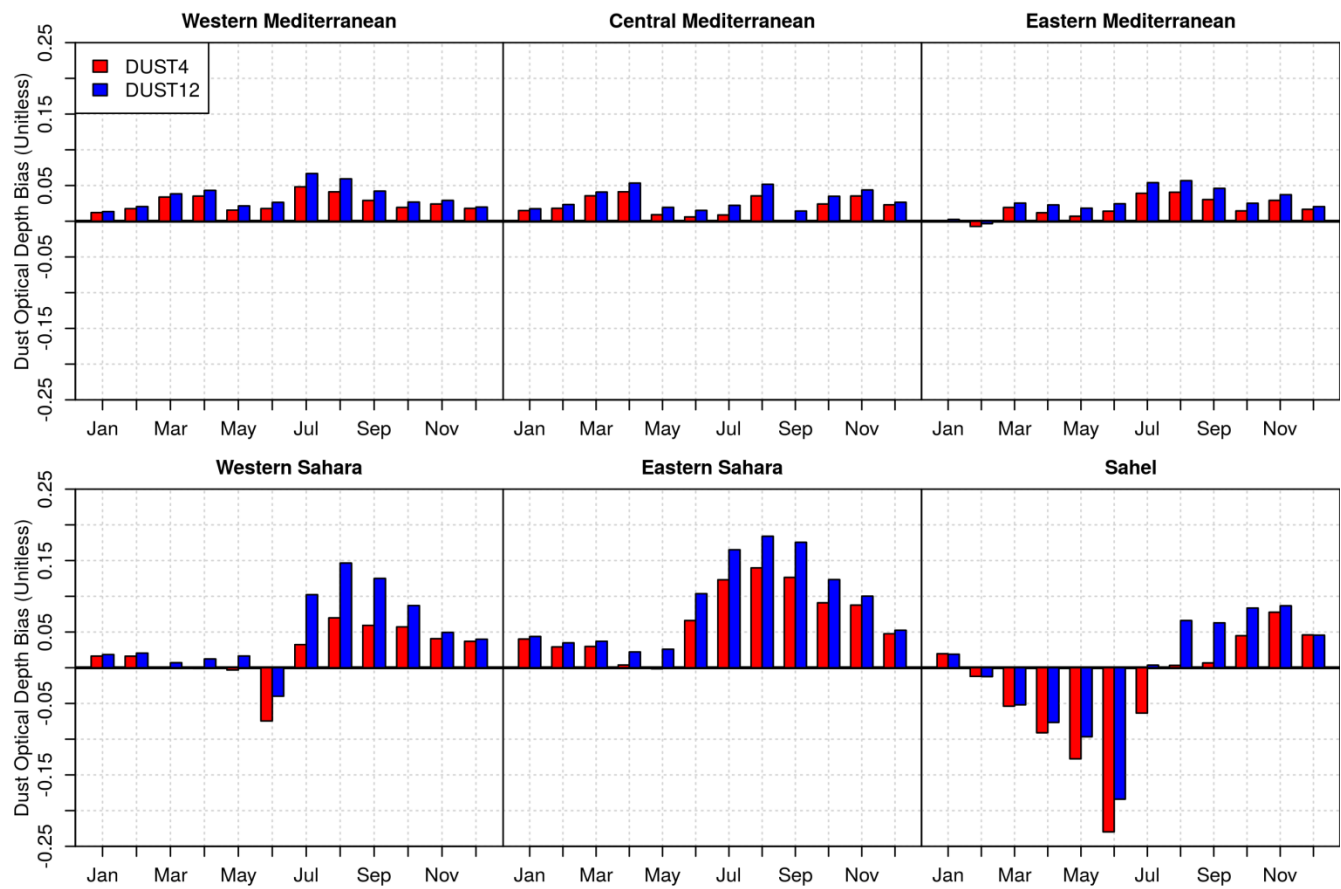 Western Mediterranean
Central Mediterranean
Eastern Mediterranean
Dust Optical Depth Bias (Unitless)
0.25
0.15
0.05
-0.05
-0.15
-0.25
DUST4
DUST12
Jan Mar May Jul Sep Nov
Jan Mar May Jul Sep Nov
Jan Mar May Jul Sep Nov
Western Sahara
Eastern Sahara
Sahel
Dust Optical Depth Bias (Unitless)
0.25
0.15
0.05
-0.05
-0.15
-0.25
Jan Mar May Jul Sep Nov
Jan Mar May Jul Sep Nov
Jan Mar May Jul Sep Nov